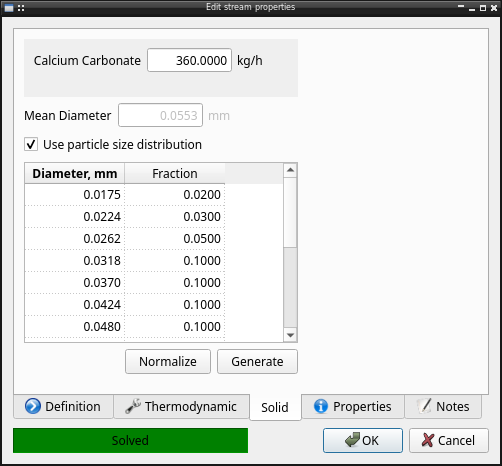 Edit stream properties
Calcium Carbonate 360.0000 kg/h
Mean Diameter 0.0553 mm
Use particle size distribution
Diameter, mm Fraction
0.0175 0.0200
0.0224 0.0300
0.0262 0.0500
0.0318 0.1000
0.0370 0.1000
0.0424 0.1000
0.0480 0.1000
Normalize Generate
Definition Thermodynamic Solid Properties Notes
Solved OK Cancel